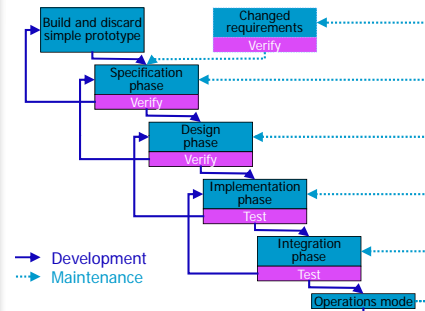 Build and discard
simple prototype
Changed
requirements
Verify
Specification
phase
Verify
Design
phase
Verify
Implementation
phase
Test
Integration
phase
Test
Development
Maintenance
Operations mode